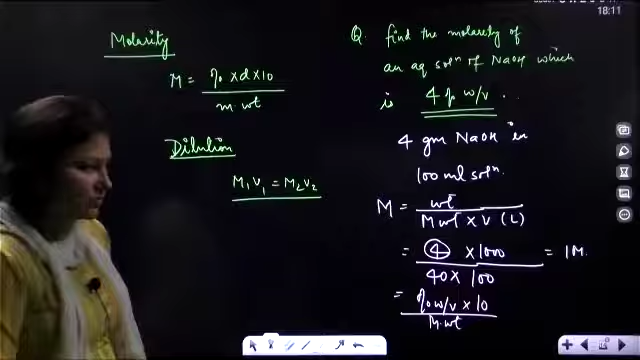 18:11
Molarity
M = % × d × 10
m. wt
Dilution
M₁V₁ = M₂V₂
Q. find the molarity of
an aq solⁿ of NaOH which
is 4 % w/v ..
4 gm NaOH in
100 ml solⁿ.
M = wt
M wt × V (L)
= 4 × 1000 = 1M.
40 × 100
= % w/v × 10
M. wt